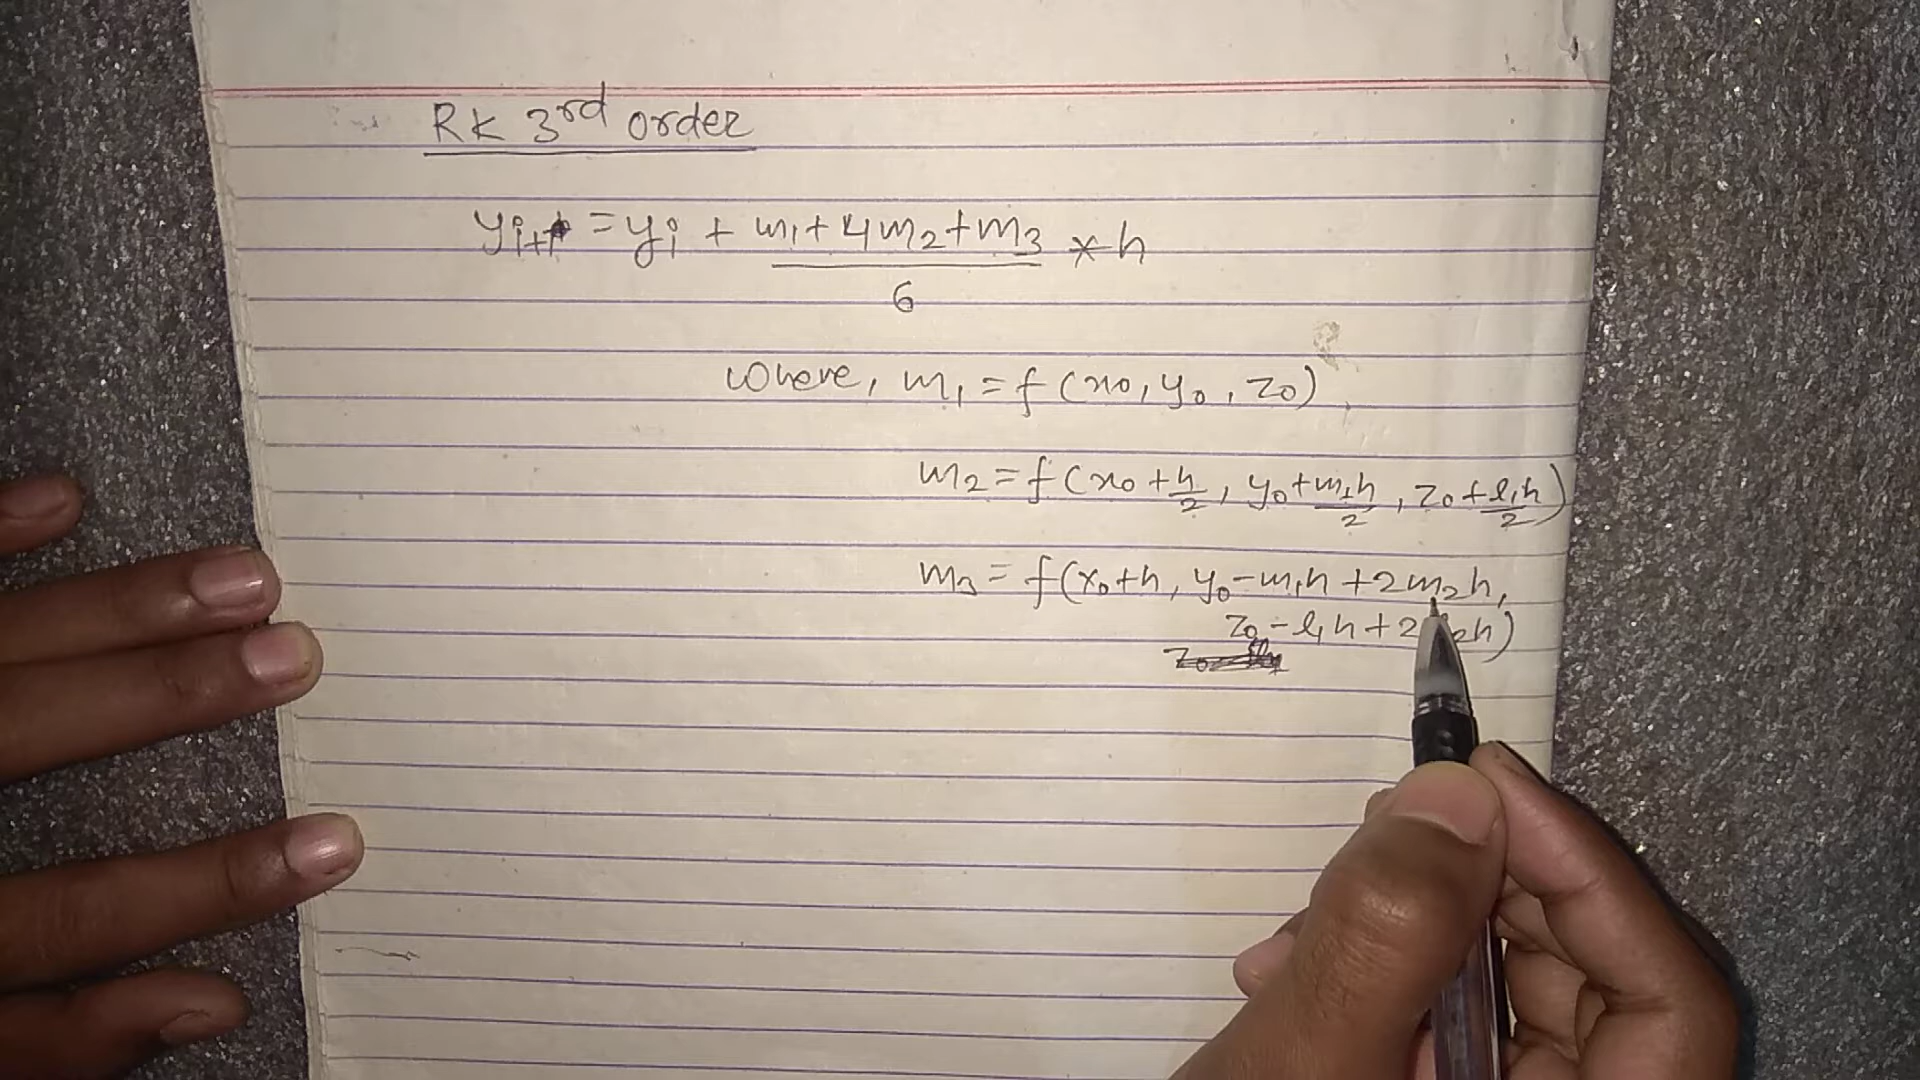 RK 3rd order
yi+1 = yi + m1 + 4m2 + m3 * h
6
where, m1 = f(x0, y0, z0)
m2 = f(x0 + h/2, y0 + m1h/2, z0 + l1h/2)
m3 = f(x0+h, y0 - m1h + 2m2h,
z0 - l1h + 2l2h)